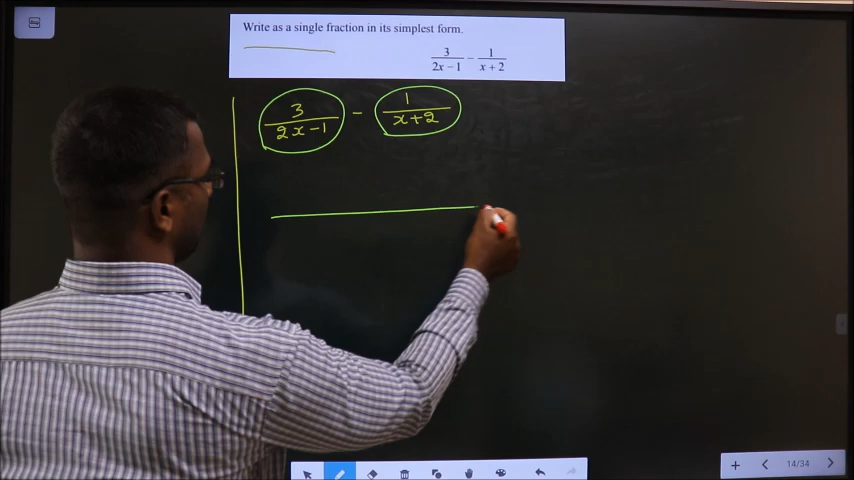 Write as a single fraction in its simplest form.
3/(2x − 1) − 1/(x + 2)
3/(2x−1) − 1/(x+2)
14/34